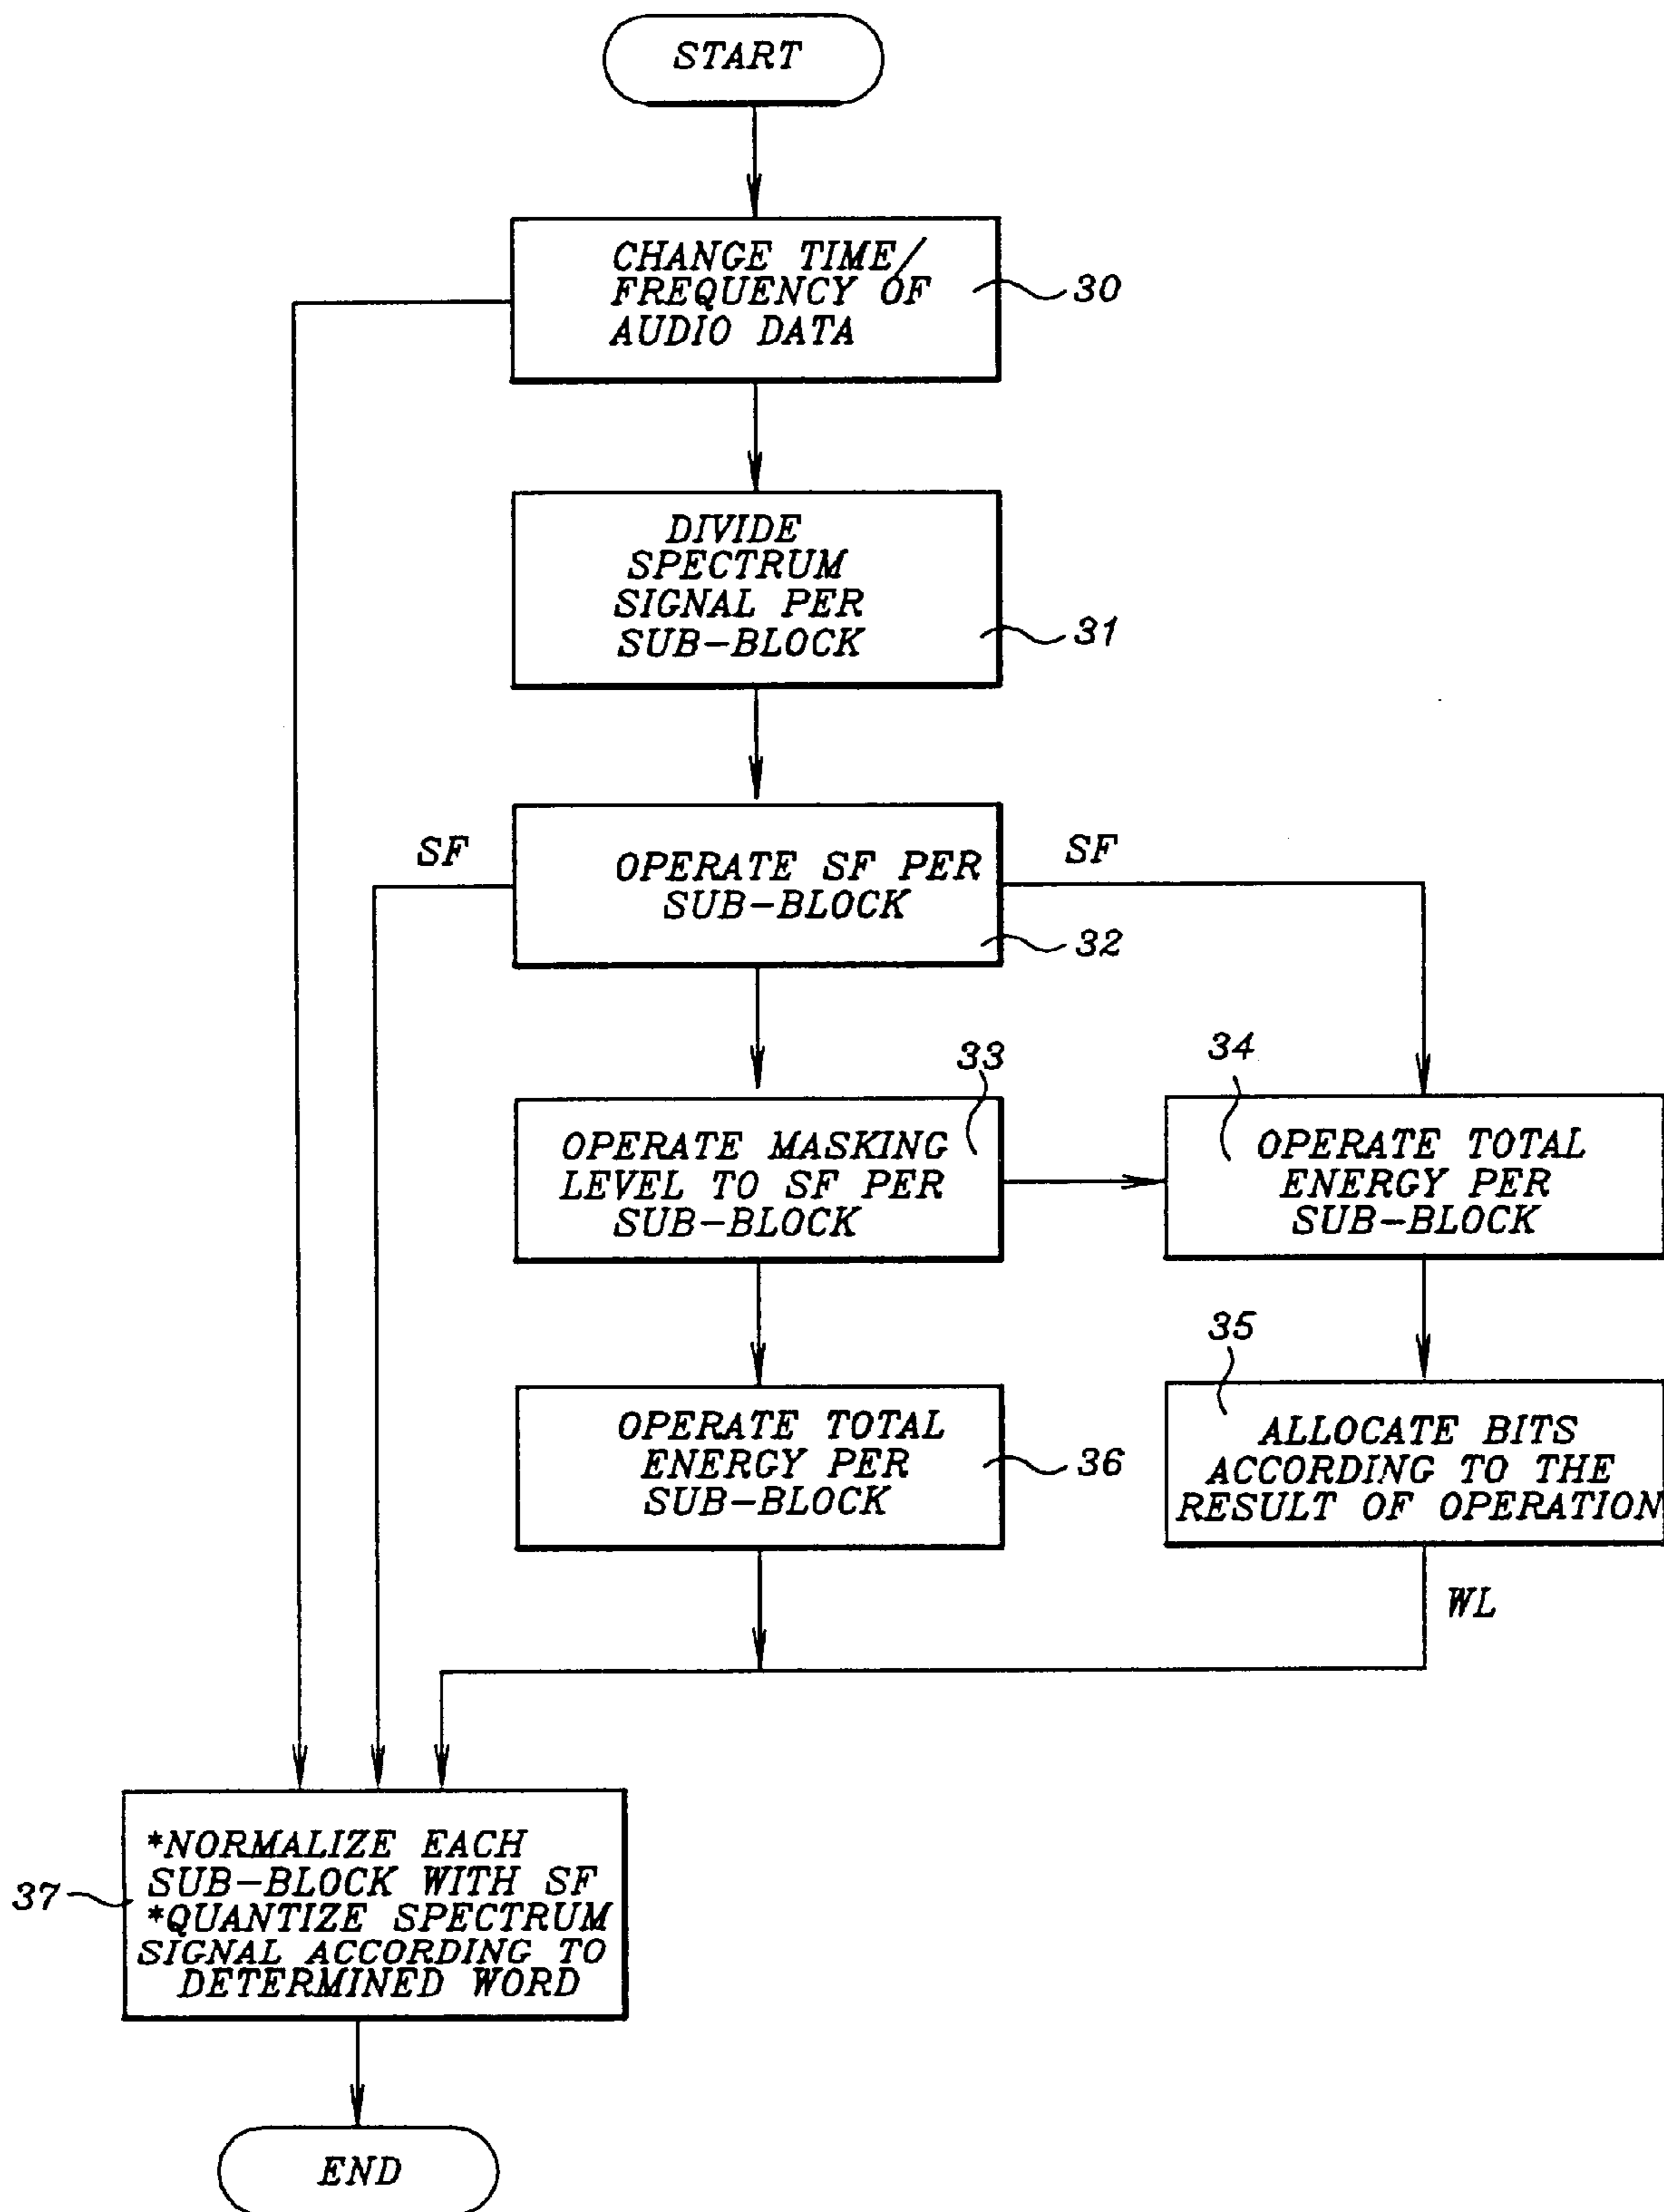 START
CHANGE TIME/
FREQUENCY OF
AUDIO DATA
30
DIVIDE
SPECTRUM
SIGNAL PER
SUB-BLOCK
31
SF
OPERATE SF PER
SUB-BLOCK
SF
32
33
OPERATE MASKING
LEVEL TO SF PER
SUB-BLOCK
34
OPERATE TOTAL
ENERGY PER
SUB-BLOCK
35
ALLOCATE BITS
ACCORDING TO THE
RESULT OF OPERATION
OPERATE TOTAL
ENERGY PER
SUB-BLOCK
36
WL
37
*NORMALIZE EACH
SUB-BLOCK WITH SF
*QUANTIZE SPECTRUM
SIGNAL ACCORDING TO
DETERMINED WORD
END